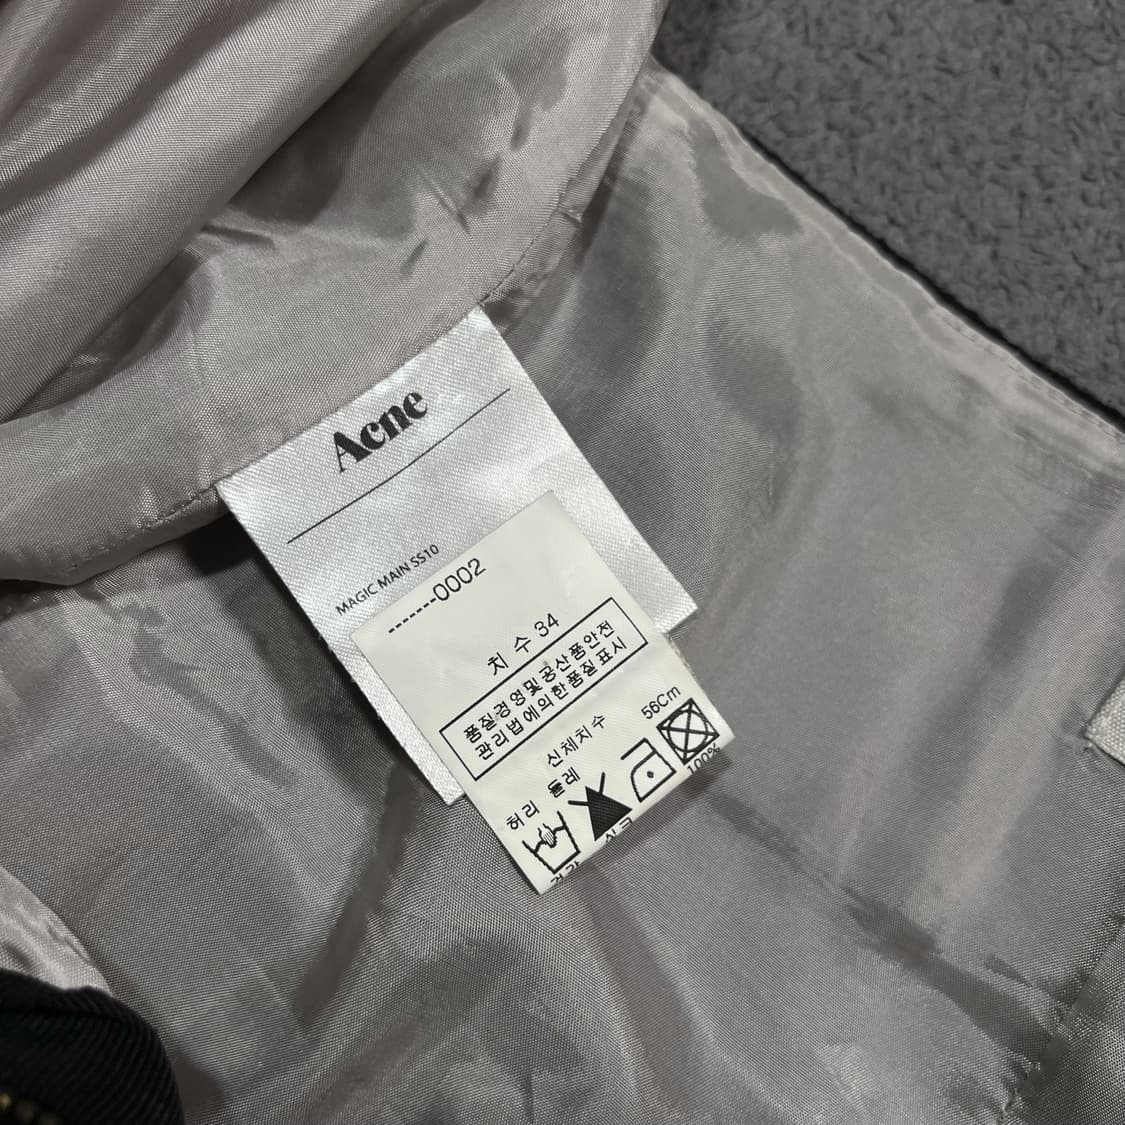 Acne
MAGIC MAIN SS10
-------0002
치 수 34
품질경영및공산품안전
관리법에의한품질표시
신체치수
허리 둘레 56Cm
100%